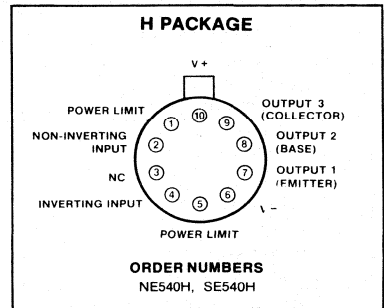 H PACKAGE
V+
POWER LIMIT
OUTPUT 3
(COLLECTOR)
10
1
9
NON-INVERTING
INPUT
2
8
OUTPUT 2
(BASE)
NC
3
7
OUTPUT 1
(EMITTER)
INVERTING INPUT
4
5
6
V-
POWER LIMIT
ORDER NUMBERS
NE540H, SE540H